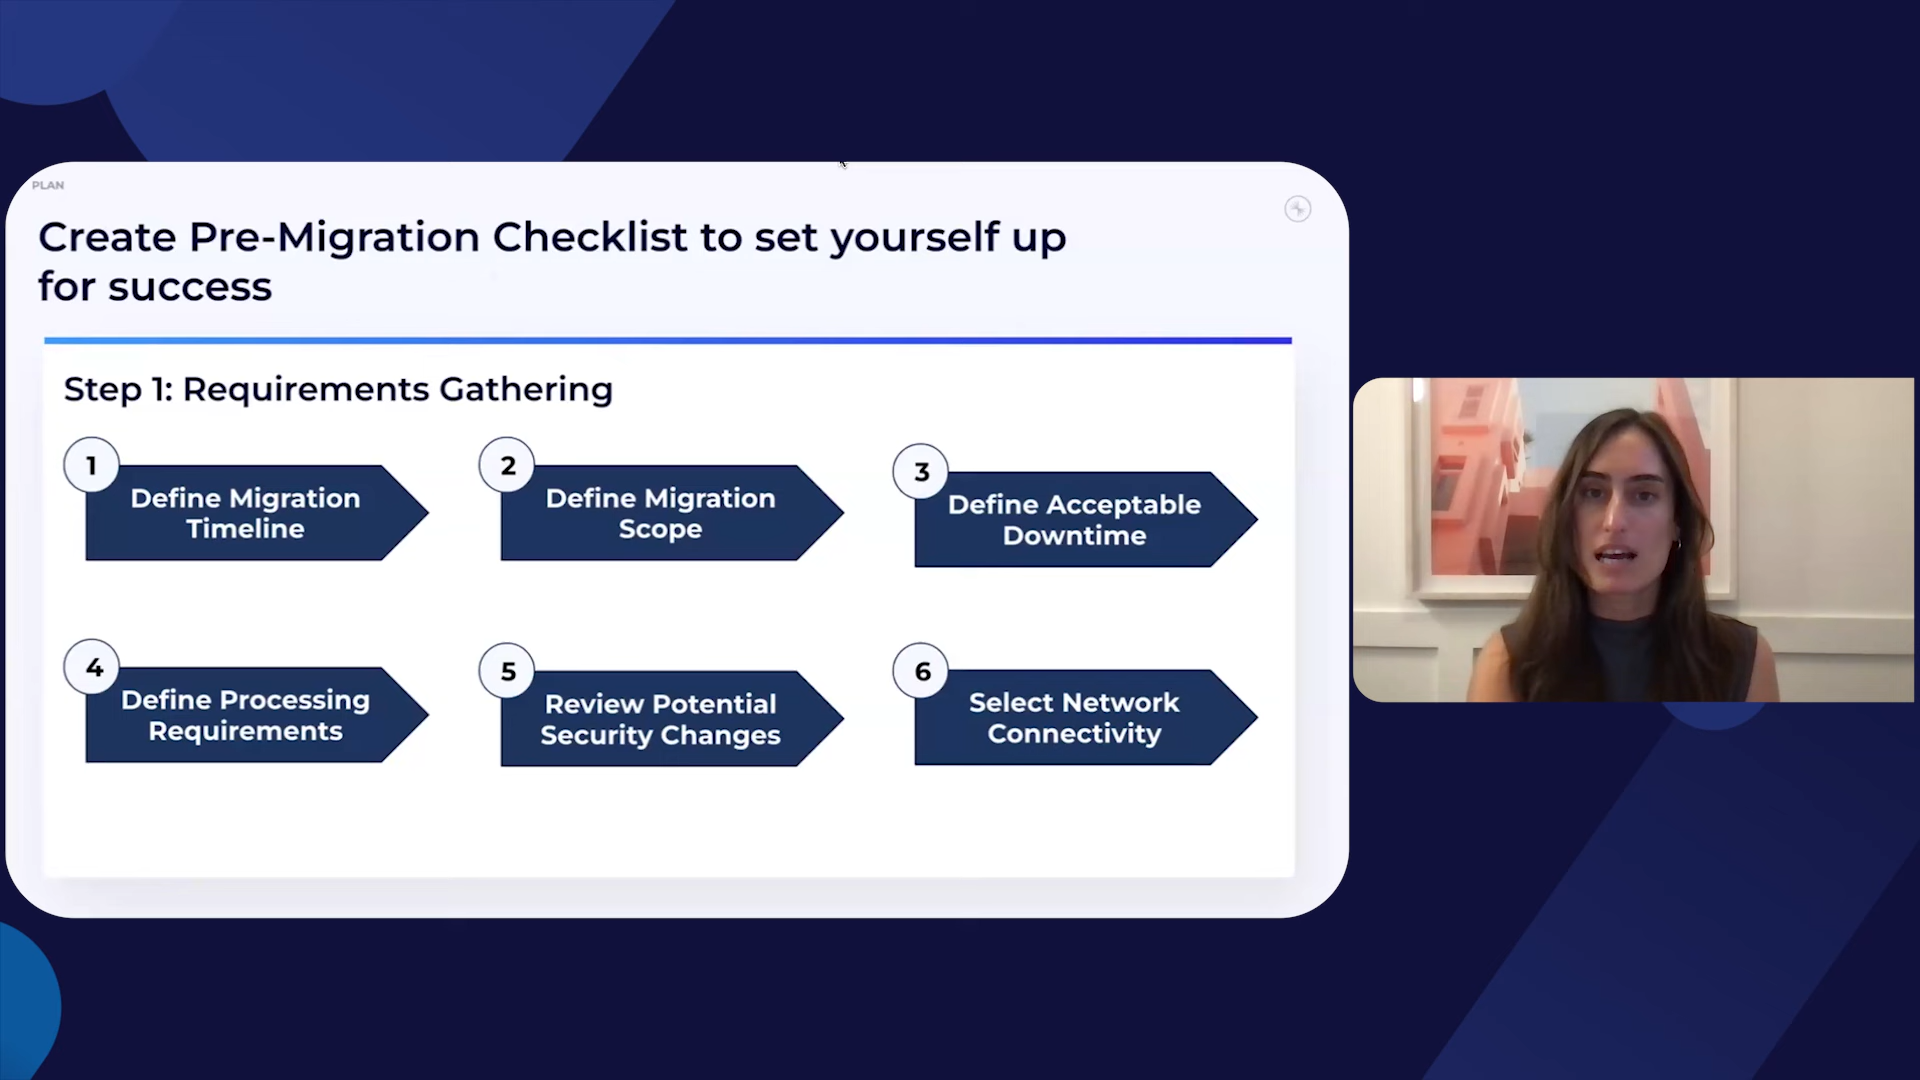 PLAN
Create Pre-Migration Checklist to set yourself up
for success
Step 1: Requirements Gathering
1
Define Migration
Timeline
2
Define Migration
Scope
3
Define Acceptable
Downtime
4
Define Processing
Requirements
5
Review Potential
Security Changes
6
Select Network
Connectivity